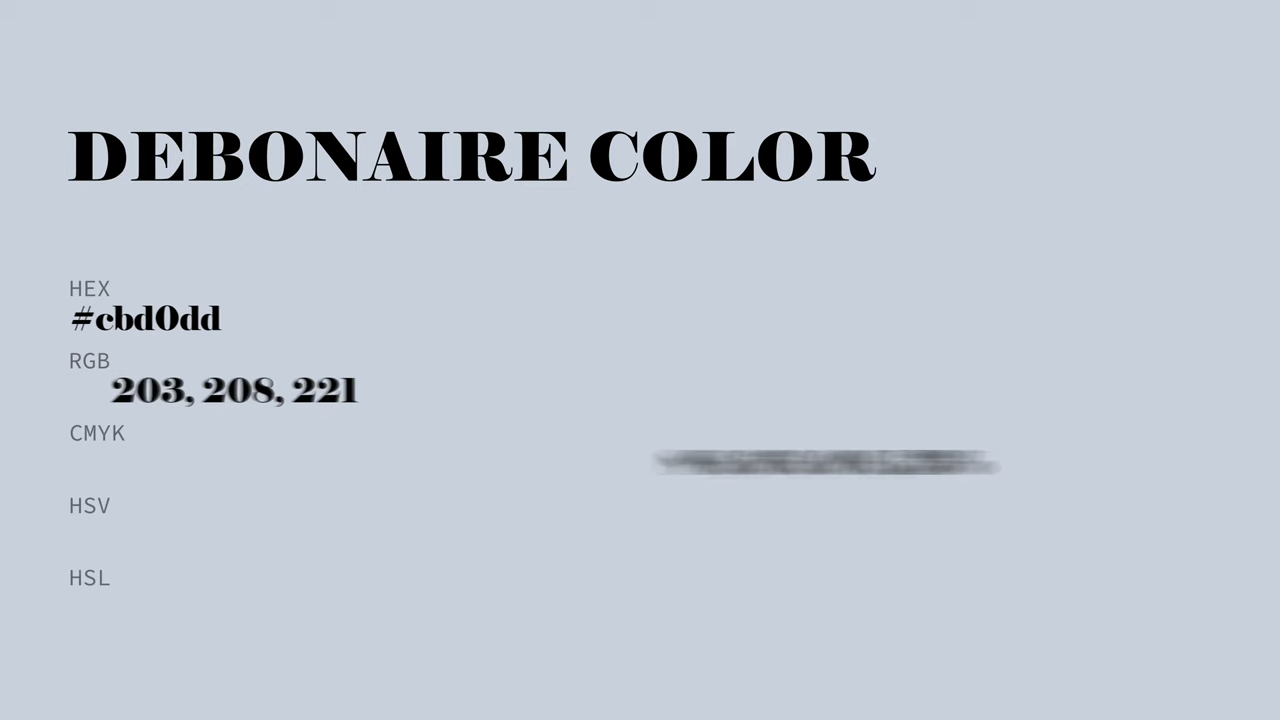 DEBONAIRE COLOR
HEX
#cbd0dd
RGB
203, 208, 221
CMYK
HSV
HSL